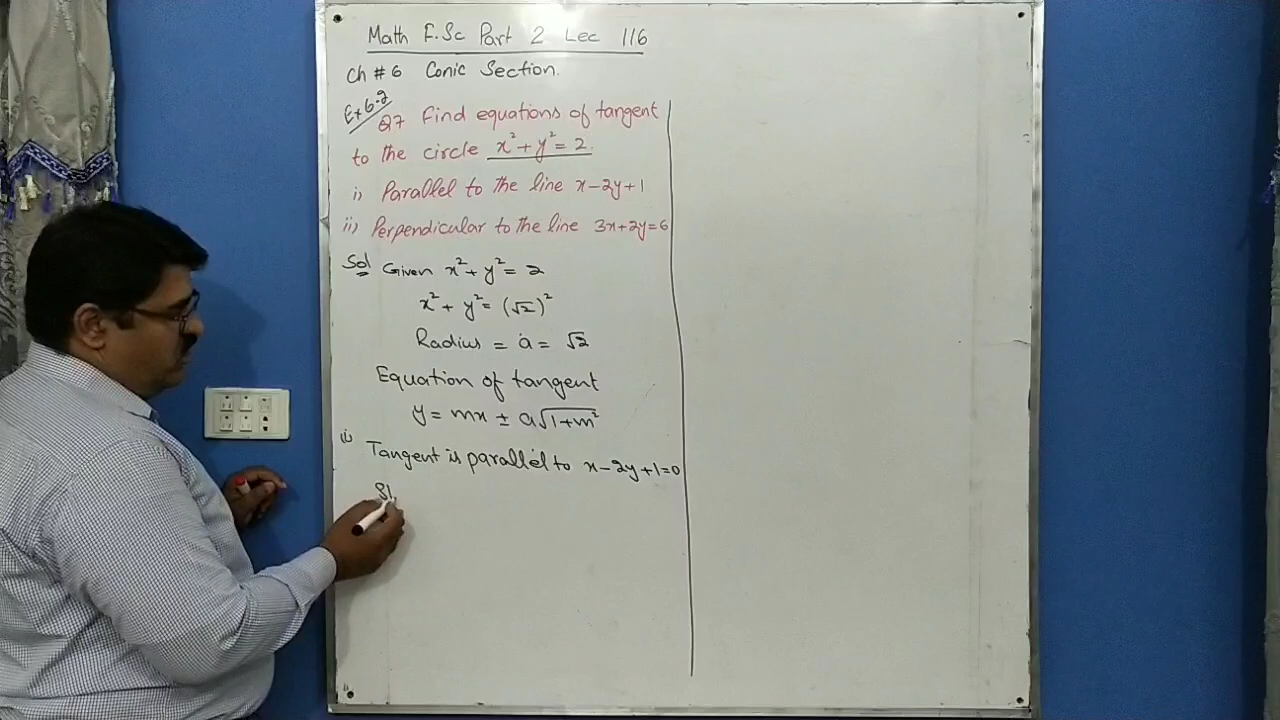 Math F.Sc Part 2 Lec 116
Ch # 6 Conic Section.
Ex 6.2
Q7 Find equations of tangent
to the circle x² + y² = 2.
i) Parallel to the line x-2y+1
ii) Perpendicular to the line 3x+2y=6
Sol Given x² + y² = 2
x² + y² = (√2)²
Radius = a = √2
Equation of tangent
y = mx ± a√1+m²
(i)
Tangent is parallel to x-2y+1=0
Sl